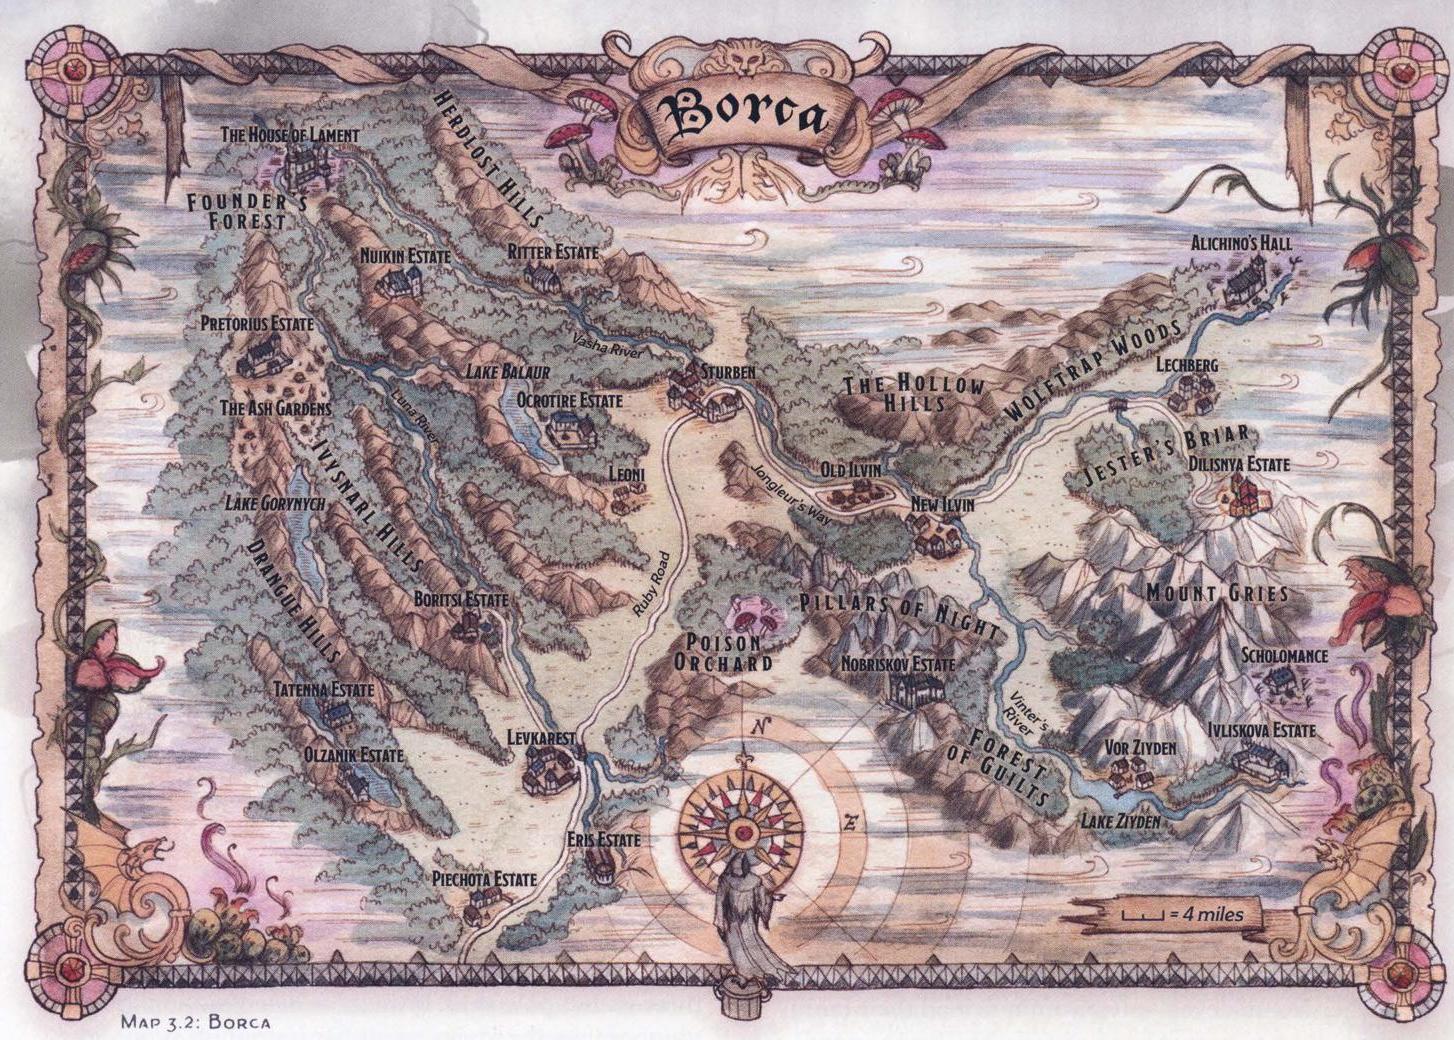 Borca
The House of Lament
Herdlost Hills
Founder's
Forest
Nuikin Estate
Ritter Estate
Alichino's Hall
Pretorius Estate
Vasha River
Lake Balaur
Sturben
The Hollow
Hills
Wolftrap Woods
Lechberg
The Ash Gardens
Luna River
Ocrotire Estate
Jester's Briar
Dilisnya Estate
Leoni
Old Ilvin
Jongleur's Way
New Ilvin
Lake Gorynych
Ivysnarl Hills
Drangue Hills
Boritsi Estate
Ruby Road
Pillars of Night
Mount Gries
Poison
Orchard
Nobriskov Estate
Scholomance
Tatenna Estate
Vinter's
River
Olzanik Estate
Levkarest
N
Forest
of Guilts
Vor Ziyden
Ivliskova Estate
E
Lake Ziyden
Eris Estate
Piechota Estate
= 4 miles
Map 3.2: Borca